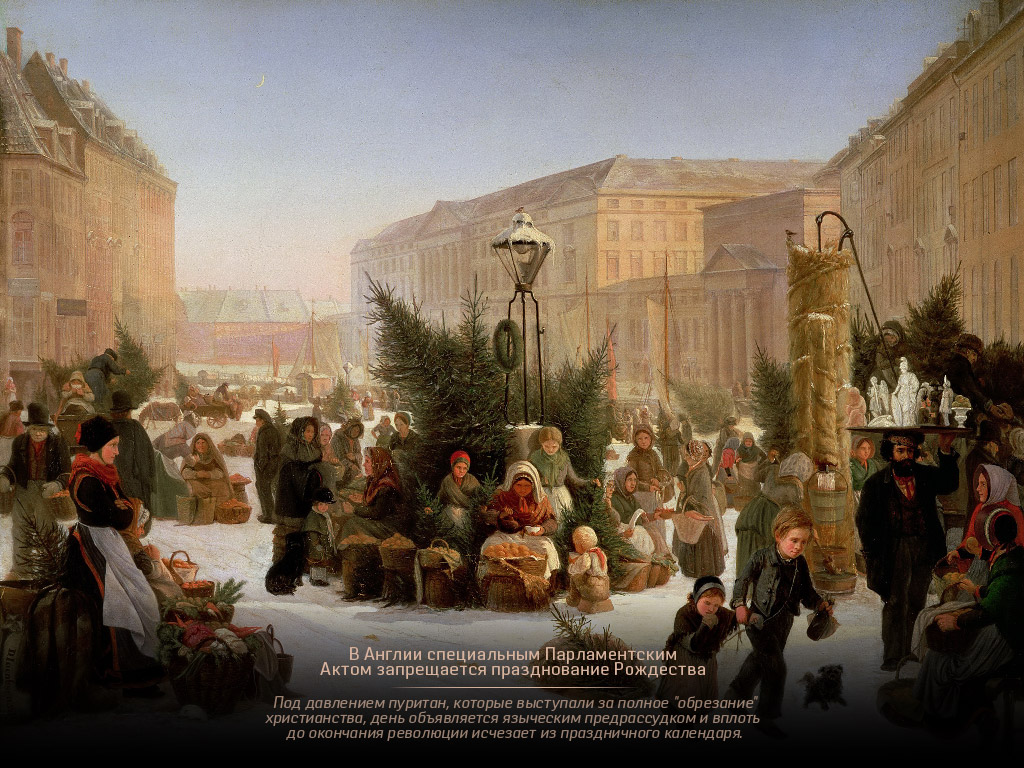 В Англии специальным Парламентским
Актом запрещается празднование Рождества
Под давлением пуритан, которые выступали за полное "обрезание"
христианства, день объявляется языческим предрассудком и вплоть
до окончания революции исчезает из праздничного календаря.